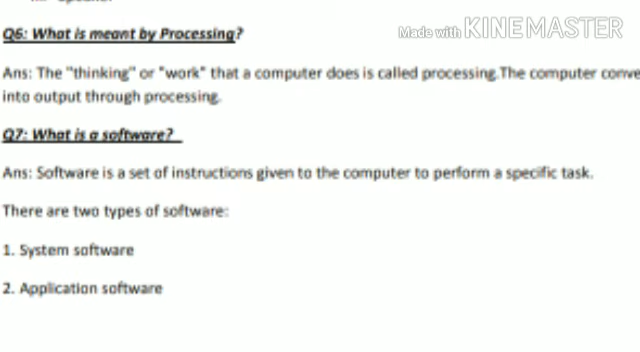 Q6: What is meant by Processing?
Made with KINEMASTER
Ans: The "thinking" or "work" that a computer does is called processing.The computer conve
into output through processing.
Q7: What is a software?
Ans: Software is a set of instructions given to the computer to perform a specific task.
There are two types of software:
1. System software
2. Application software